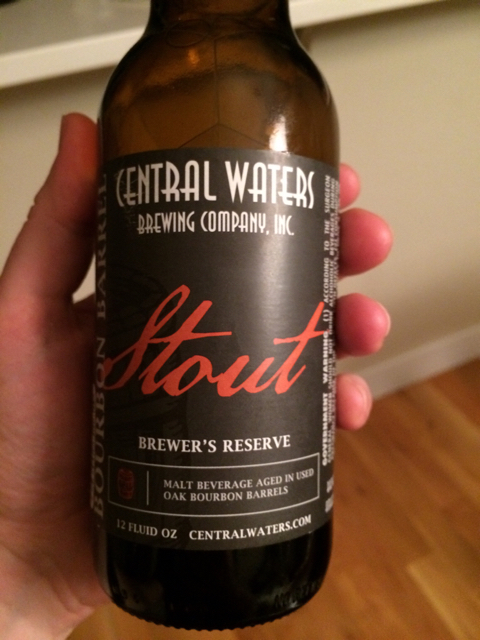 CENTRAL WATERS
BREWING COMPANY, INC
Stout
BREWER'S RESERVE
MALT BEVERAGE AGED IN USED
OAK BOURBON BARRELS
12 FLUID OZ CENTRALWATERS.COM
BOURBON BARREL
GOVERNMENT WARNING (1) ACCORDING TO THE SURGEON